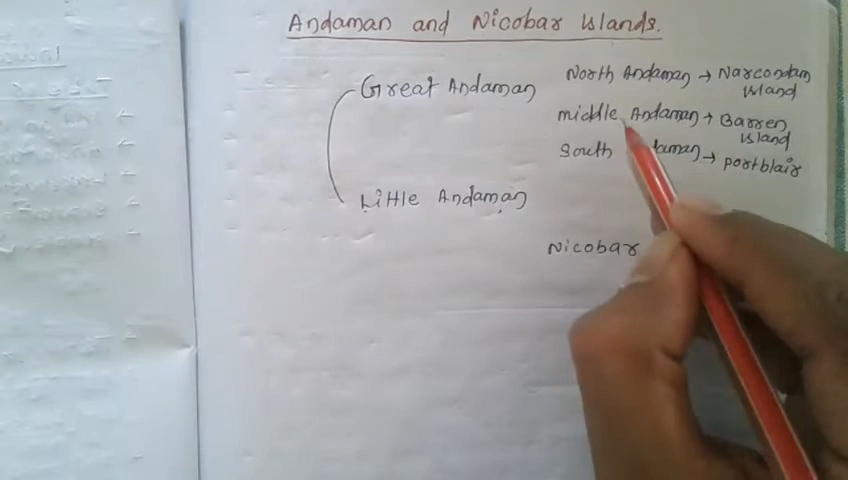 Andaman and Nicobar Islands.
Great Andaman
North Andaman → Narcondam
Island
middle Andaman → Barren
Island
South daman → portblair
Little Andaman
Nicobar